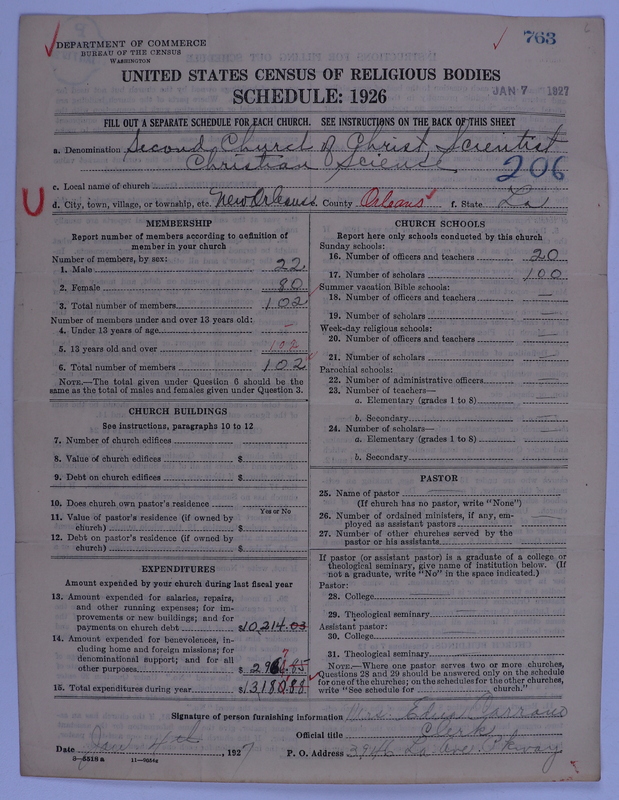 763
DEPARTMENT OF COMMERCE
BUREAU OF THE CENSUS
WASHINGTON
UNITED STATES CENSUS OF RELIGIOUS BODIES
SCHEDULE: 1926
JAN 7 1927
FILL OUT A SEPARATE SCHEDULE FOR EACH CHURCH. SEE INSTRUCTIONS ON THE BACK OF THIS SHEET
a. Denomination Second Church of Christ Scientist
Christian Science
206
c. Local name of church
d. City, town, village, or township, etc. New Orleans County Orleans f. State La
MEMBERSHIP
Report number of members according to definition of
member in your church
Number of members, by sex:
1. Male 22
2. Female 80
3. Total number of members 102
Number of members under and over 13 years old:
4. Under 13 years of age –
5. 13 years old and over 102
6. Total number of members 102
NOTE.—The total given under Question 6 should be the
same as the total of males and females given under Question 3.
CHURCH BUILDINGS
See instructions, paragraphs 10 to 12
7. Number of church edifices
8. Value of church edifices $
9. Debt on church edifices $
10. Does church own pastor's residence
Yes or No
11. Value of pastor's residence (if owned by
church) $
12. Debt on pastor's residence (if owned by
church) $
EXPENDITURES
Amount expended by your church during last fiscal year
13. Amount expended for salaries, repairs,
and other running expenses; for im-
provements or new buildings; and for
payments on church debt $10,214.03
14. Amount expended for benevolences, in-
cluding home and foreign missions; for
denominational support; and for all
other purposes $
15. Total expenditures during year $
CHURCH SCHOOLS
Report here only schools conducted by this church
Sunday schools:
16. Number of officers and teachers 20
17. Number of scholars 100
Summer vacation Bible schools:
18. Number of officers and teachers —
19. Number of scholars —
Week-day religious schools:
20. Number of officers and teachers —
21. Number of scholars —
Parochial schools:
22. Number of administrative officers —
23. Number of teachers—
a. Elementary (grades 1 to 8) —
b. Secondary —
24. Number of scholars—
a. Elementary (grades 1 to 8) —
b. Secondary —
PASTOR
25. Name of pastor —
(If church has no pastor, write "None")
26. Number of ordained ministers, if any, em-
ployed as assistant pastors —
27. Number of other churches served by the
pastor or his assistants —
If pastor (or assistant pastor) is a graduate of a college or
theological seminary, give name of institution below. (If
not a graduate, write "No" in the space indicated.)
Pastor:
28. College
29. Theological seminary
Assistant pastor:
30. College
31. Theological seminary
NOTE.—Where one pastor serves two or more churches,
Questions 28 and 29 should be answered only on the schedule
for one of the churches; on the schedules for the other churches,
write "See schedule for church."
Signature of person furnishing information Mrs.
Official title Clerk
Date Jan 4th, 1927 P. O. Address La Ave. Pkway
8—5518 a 11—9054a